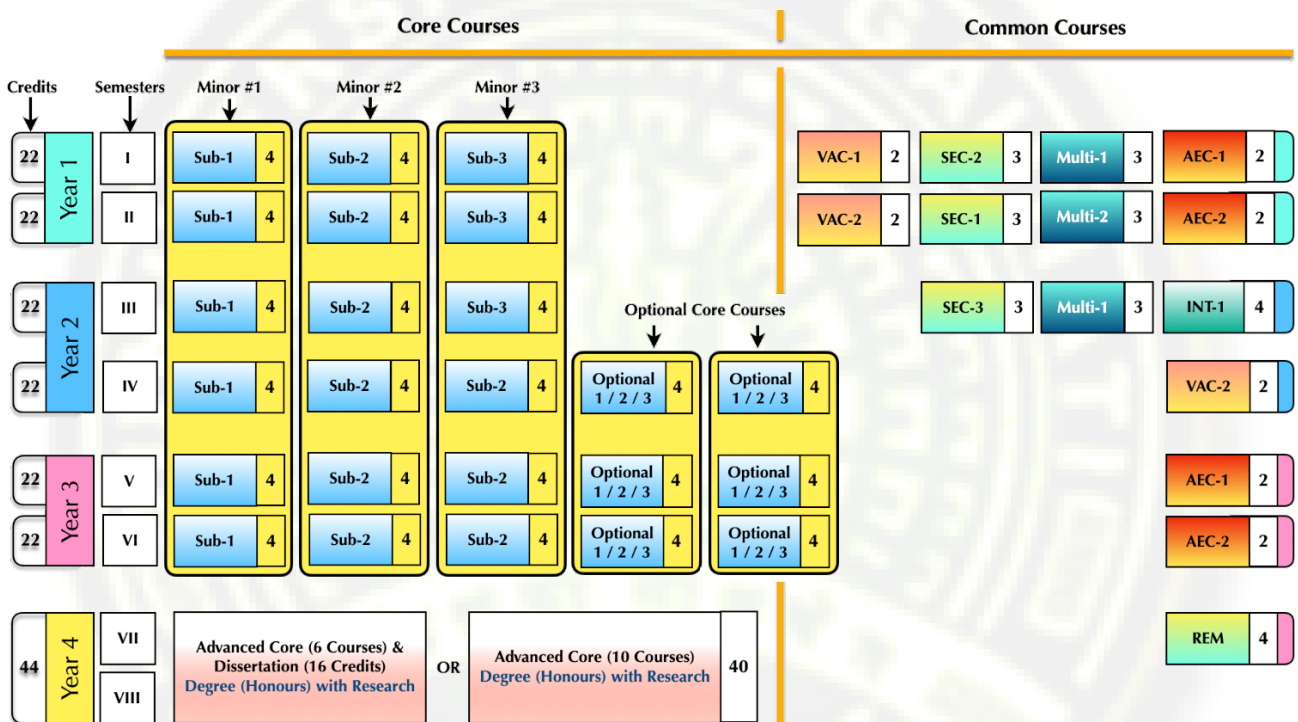 Core Courses
Common Courses
Credits
Semesters
Minor #1
Minor #2
Minor #3
Year 1
22
I
Sub-1 4
Sub-2 4
Sub-3 4
VAC-1 2
SEC-2 3
Multi-1 3
AEC-1 2
22
II
Sub-1 4
Sub-2 4
Sub-3 4
VAC-2 2
SEC-1 3
Multi-2 3
AEC-2 2
Year 2
22
III
Sub-1 4
Sub-2 4
Sub-3 4
Optional Core Courses
SEC-3 3
Multi-1 3
INT-1 4
22
IV
Sub-1 4
Sub-2 4
Sub-2 4
Optional
1 / 2 / 3
4
Optional
1 / 2 / 3
4
VAC-2 2
Year 3
22
V
Sub-1 4
Sub-2 4
Sub-2 4
Optional
1 / 2 / 3
4
Optional
1 / 2 / 3
4
AEC-1 2
22
VI
Sub-1 4
Sub-2 4
Sub-2 4
Optional
1 / 2 / 3
4
Optional
1 / 2 / 3
4
AEC-2 2
Year 4
44
VII
VIII
Advanced Core (6 Courses) &
Dissertation (16 Credits)
Degree (Honours) with Research
OR
Advanced Core (10 Courses)
Degree (Honours) with Research
40
REM 4